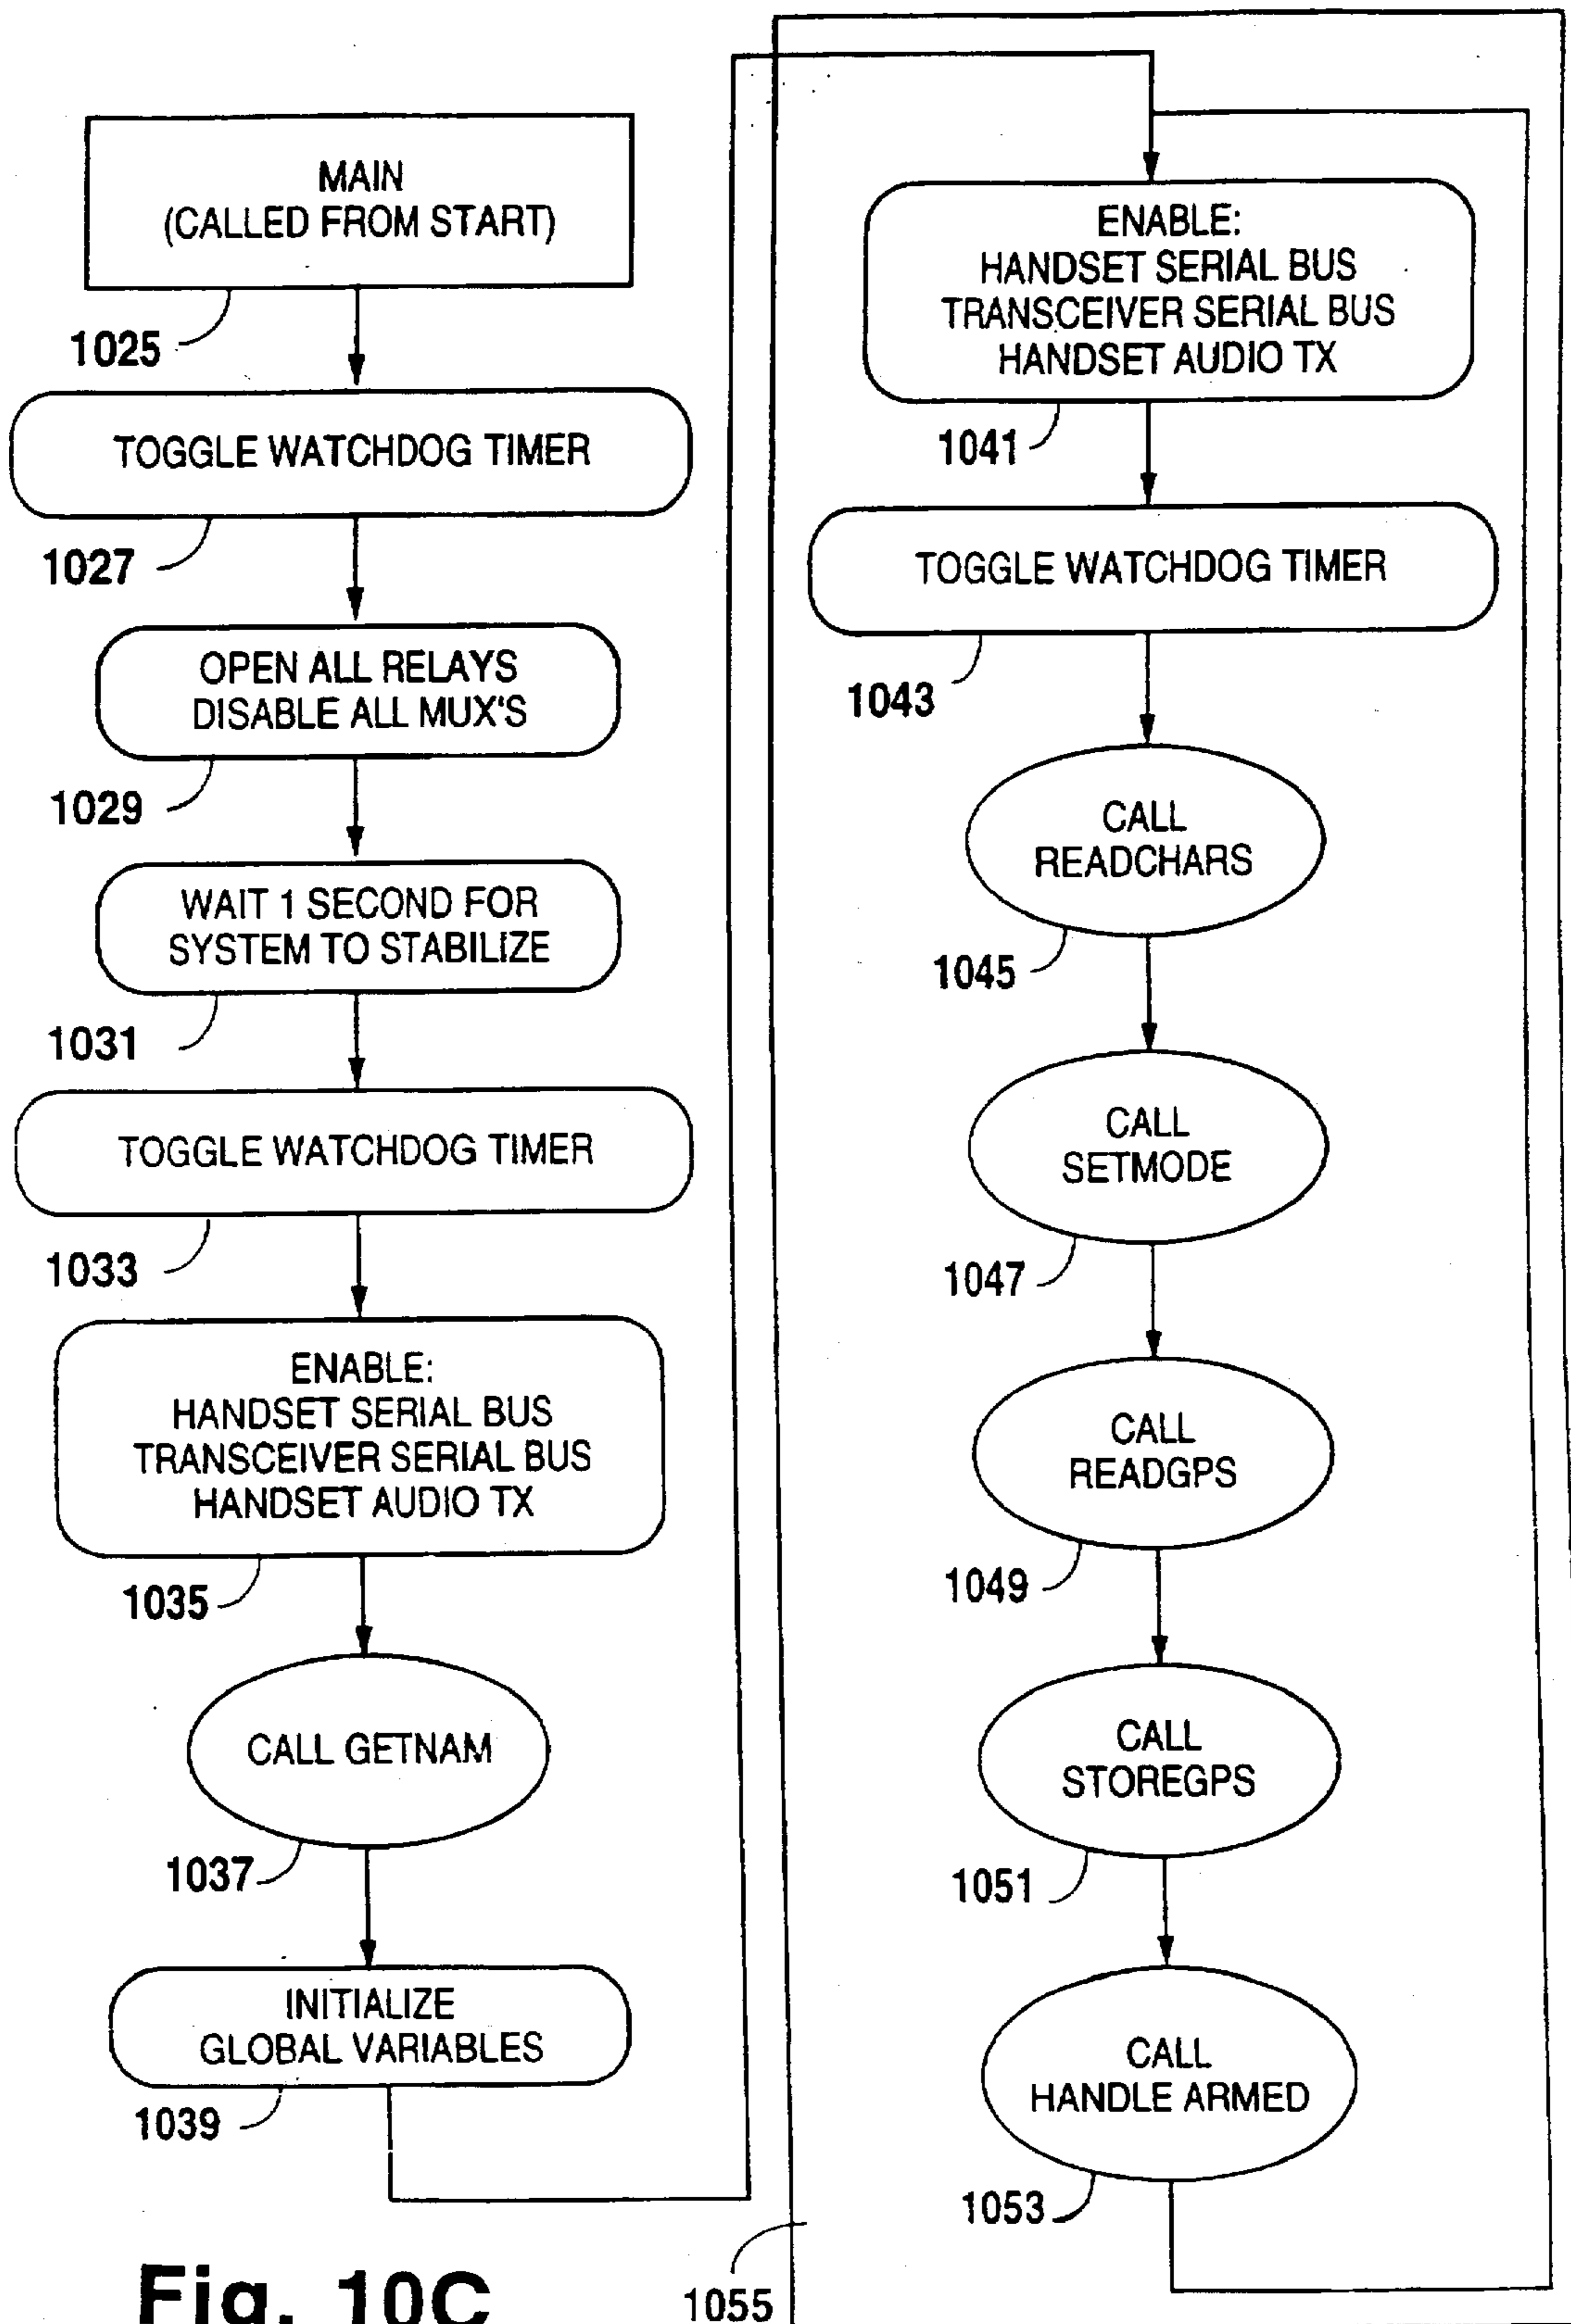 MAIN
(CALLED FROM START)
1025
TOGGLE WATCHDOG TIMER
1027
OPEN ALL RELAYS
DISABLE ALL MUX'S
1029
WAIT 1 SECOND FOR
SYSTEM TO STABILIZE
1031
TOGGLE WATCHDOG TIMER
1033
ENABLE:
HANDSET SERIAL BUS
TRANSCEIVER SERIAL BUS
HANDSET AUDIO TX
1035
CALL GETNAM
1037
INITIALIZE
GLOBAL VARIABLES
1039
ENABLE:
HANDSET SERIAL BUS
TRANSCEIVER SERIAL BUS
HANDSET AUDIO TX
1041
TOGGLE WATCHDOG TIMER
1043
CALL
READCHARS
1045
CALL
SETMODE
1047
CALL
READGPS
1049
CALL
STOREGPS
1051
CALL
HANDLE ARMED
1053
1055
Fig. 10C